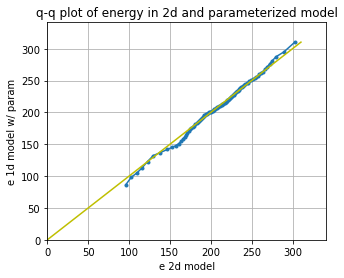 q-q plot of energy in 2d and parameterized model
e 1d model w/ param
300
250
200
150
100
50
0
0 50 100 150 200 250 300
e 2d model